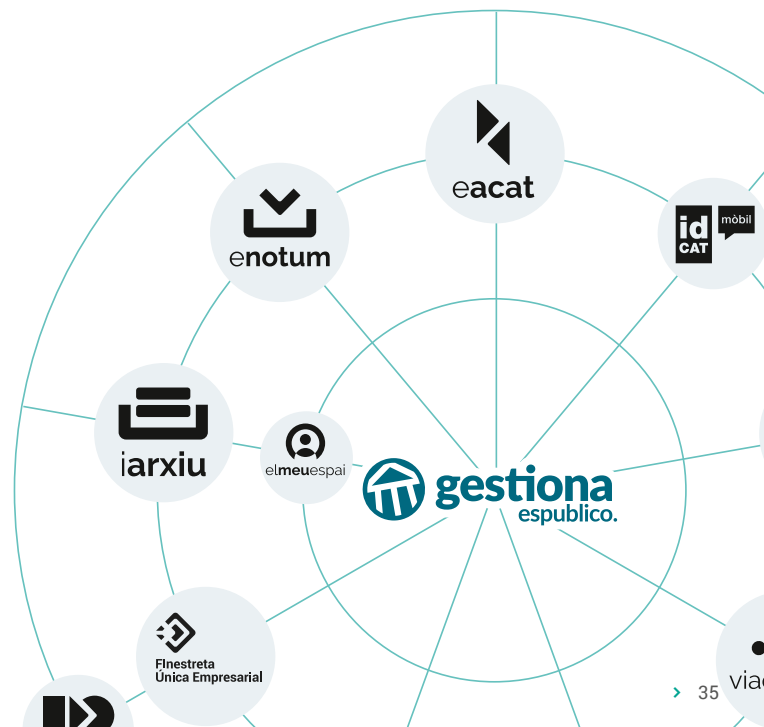 eacat
id
CAT
mòbil
enotum
iarxiu
elmeuespai
gestiona
espublico.
FInestreta
Única Empresarial
35